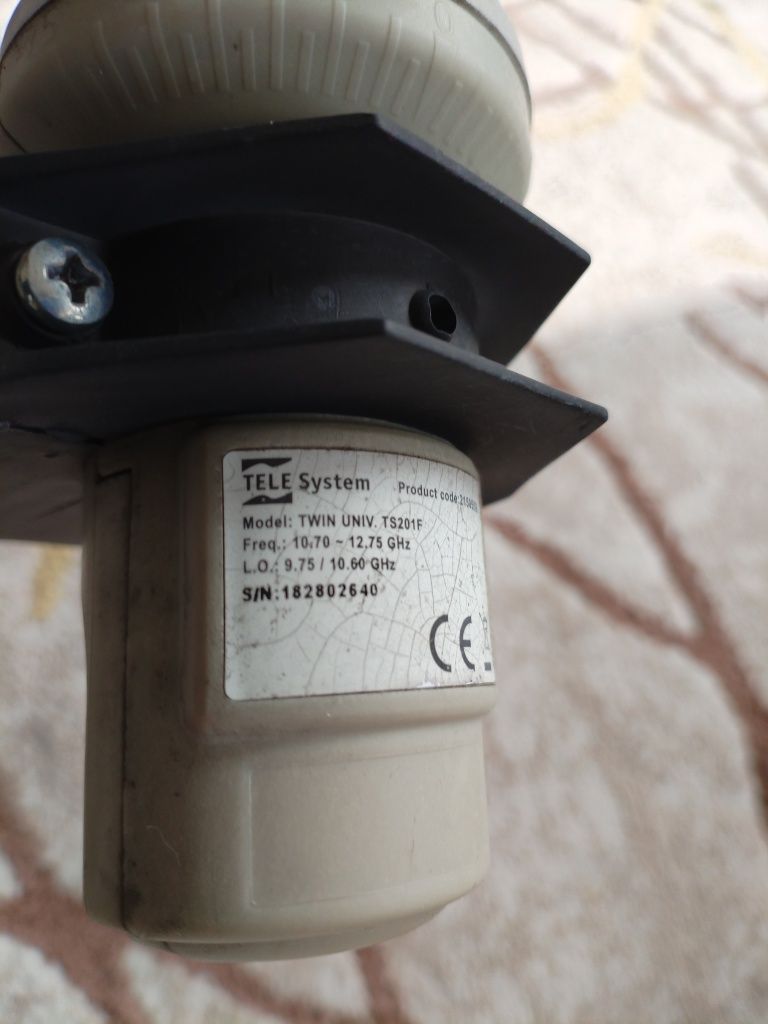 TELE System
Product code:
Model: TWIN UNIV. TS201F
Freq.: 10,70 ~ 12,75 GHz
L.O.: 9.75 / 10.60 GHz
S/N:182802640
CE